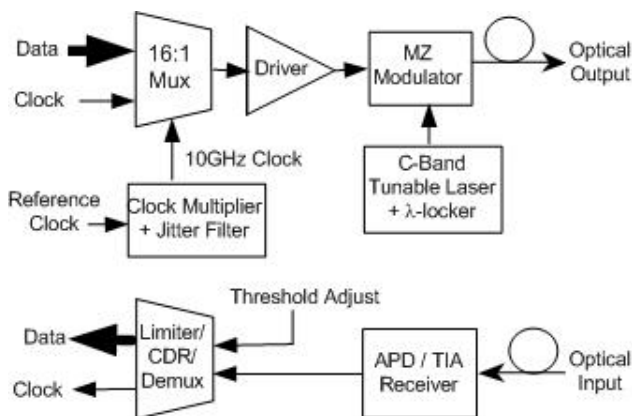 Data
Clock
16:1
Mux
Driver
MZ
Modulator
Optical
Output
10GHz Clock
C-Band
Tunable Laser
+ λ-locker
Reference
Clock
Clock Multiplier
+ Jitter Filter
Threshold Adjust
Data
Clock
Limiter/
CDR/
Demux
APD / TIA
Receiver
Optical
Input